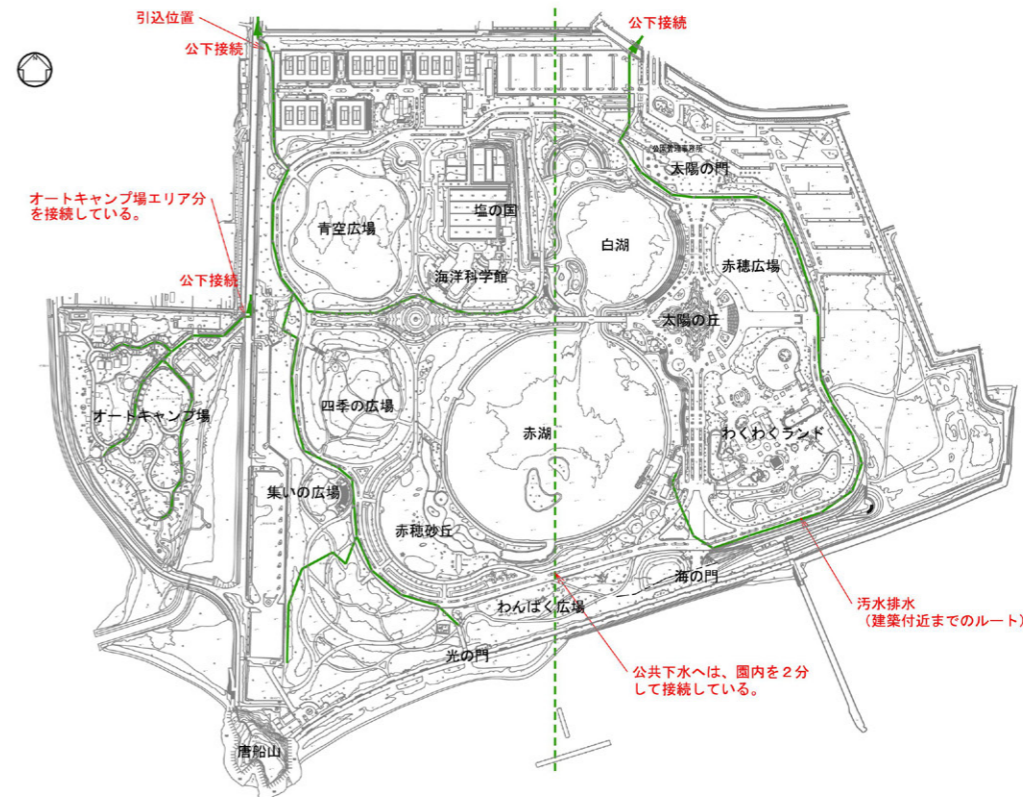 引込位置
公下接続
公下接続
公園管理事務所
太陽の門
オートキャンプ場エリア分
を接続している。
塩の国
青空広場
白湖
海洋科学館
赤穂広場
公下接続
太陽の丘
四季の広場
オートキャンプ場
赤湖
わくわくランド
集いの広場
赤穂砂丘
海の門
わんぱく広場
汚水排水
(建築付近までのルート)
光の門
公共下水へは、園内を2分
して接続している。
唐船山